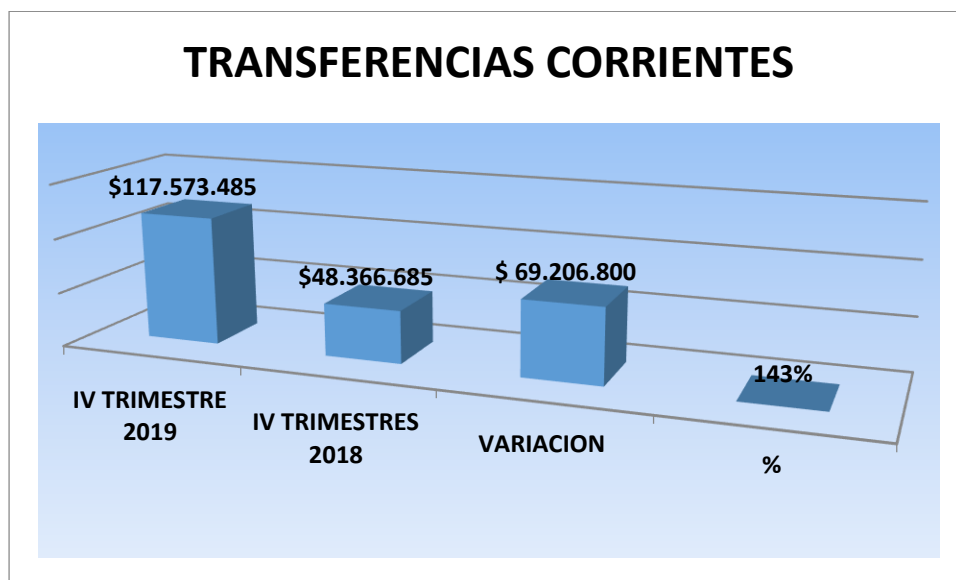 TRANSFERENCIAS CORRIENTES
$117.573.485
$48.366.685
$ 69.206.800
143%
IV TRIMESTRE
2019
IV TRIMESTRES
2018
VARIACION
%